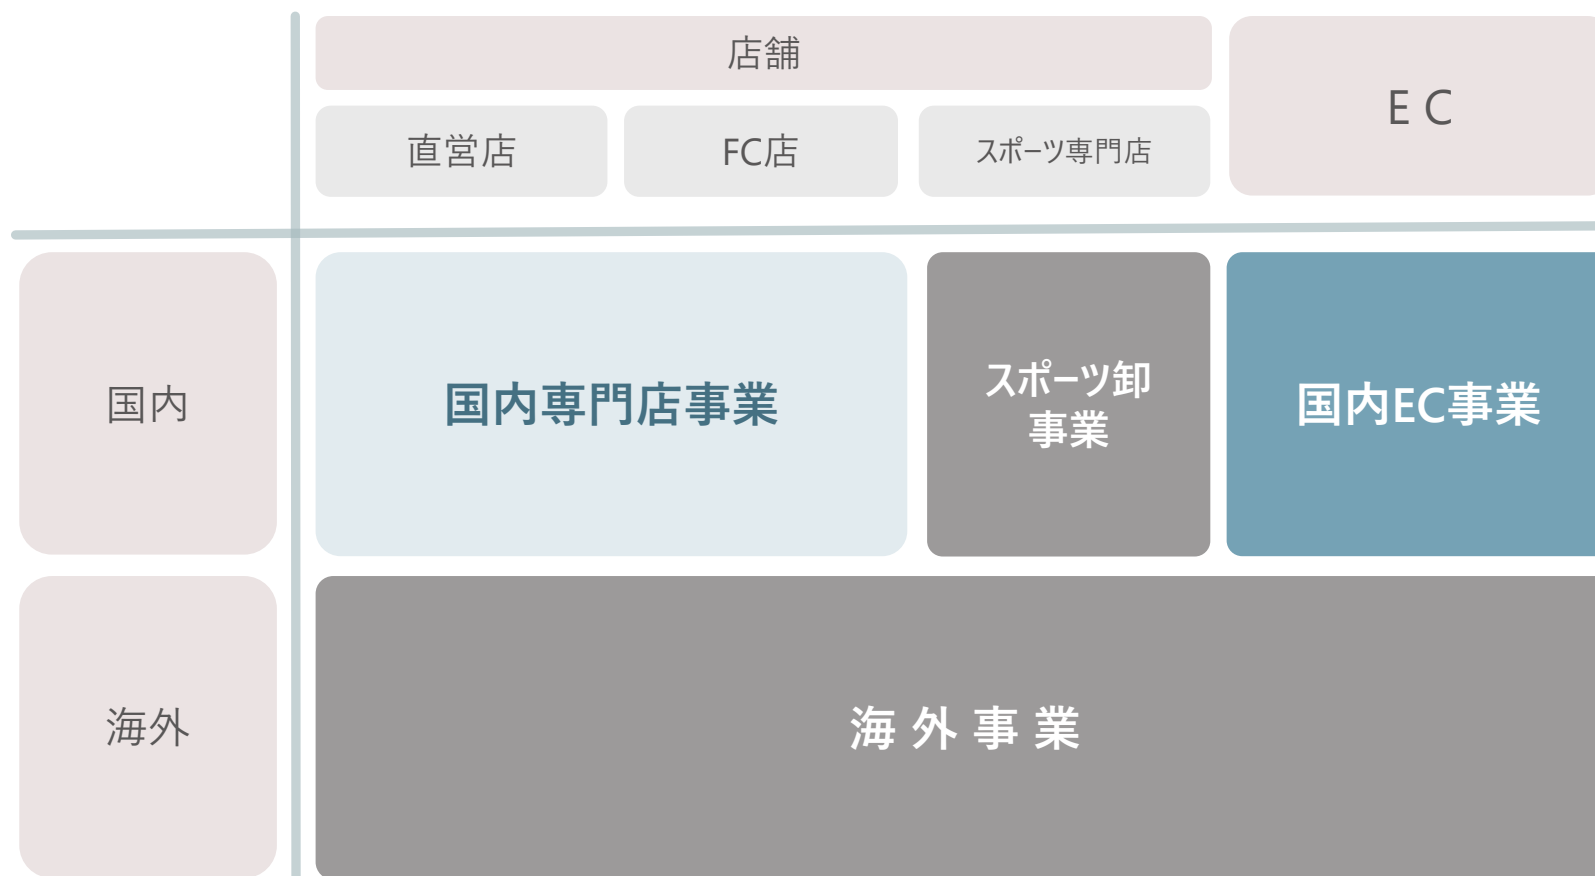 店舗
E C
直営店
FC店
スポーツ専門店
国内
国内専門店事業
スポーツ卸
事業
国内EC事業
海外
海 外 事 業